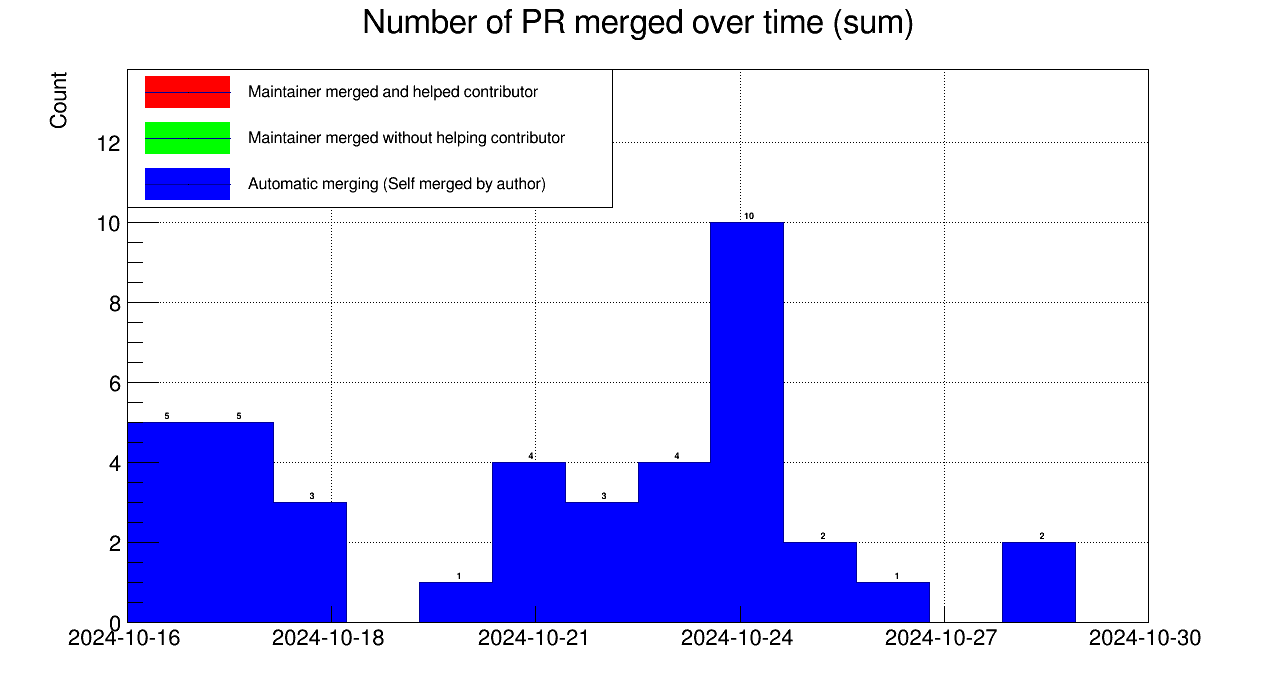 Number of PR merged over time (sum)
Count
Maintainer merged and helped contributor
Maintainer merged without helping contributor
Automatic merging (Self merged by author)
12
10
8
6
4
2
0
10
5 5
4 4
3 3
2 2
1 1
2024-10-16 2024-10-18 2024-10-21 2024-10-24 2024-10-27 2024-10-30